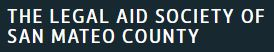 THE LEGAL AID SOCIETY OF
SAN MATEO COUNTY